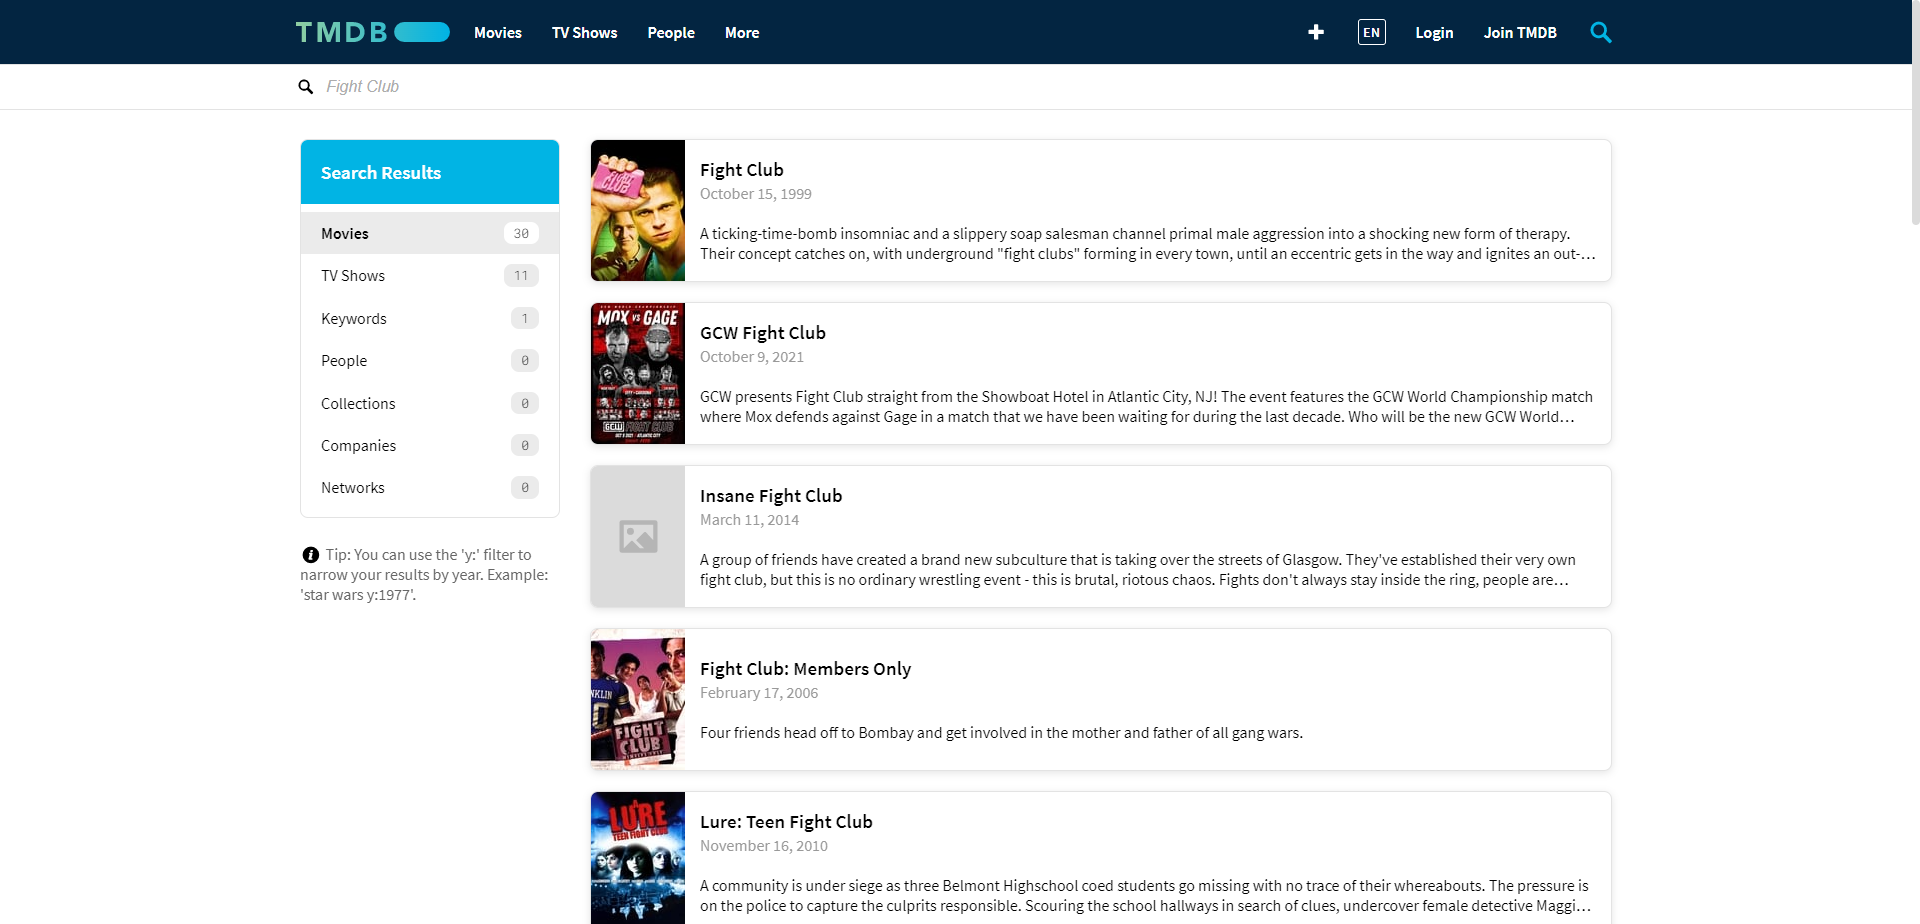 TMDB
Movies
TV Shows
People
More
EN
Login
Join TMDB
Fight Club
Search Results
Movies 30
TV Shows 11
Keywords 1
People 0
Collections 0
Companies 0
Networks 0
Tip: You can use the 'y:' filter to
narrow your results by year. Example:
'star wars y:1977'.
FIGHT
CLUB
Fight Club
October 15, 1999
A ticking-time-bomb insomniac and a slippery soap salesman channel primal male aggression into a shocking new form of therapy.
Their concept catches on, with underground "fight clubs" forming in every town, until an eccentric gets in the way and ignites an out-…
MOX VS GAGE
GCW FIGHT CLUB
GCW Fight Club
October 9, 2021
GCW presents Fight Club straight from the Showboat Hotel in Atlantic City, NJ! The event features the GCW World Championship match
where Mox defends against Gage in a match that we have been waiting for during the last decade. Who will be the new GCW World…
Insane Fight Club
March 11, 2014
A group of friends have created a brand new subculture that is taking over the streets of Glasgow. They've established their very own
fight club, but this is no ordinary wrestling event - this is brutal, riotous chaos. Fights don't always stay inside the ring, people are…
NKLIN
FIGHT
CLUB
Fight Club: Members Only
February 17, 2006
Four friends head off to Bombay and get involved in the mother and father of all gang wars.
LURE
TEEN FIGHT CLUB
Lure: Teen Fight Club
November 16, 2010
A community is under siege as three Belmont Highschool coed students go missing with no trace of their whereabouts. The pressure is
on the police to capture the culprits responsible. Scouring the school hallways in search of clues, undercover female detective Maggi…